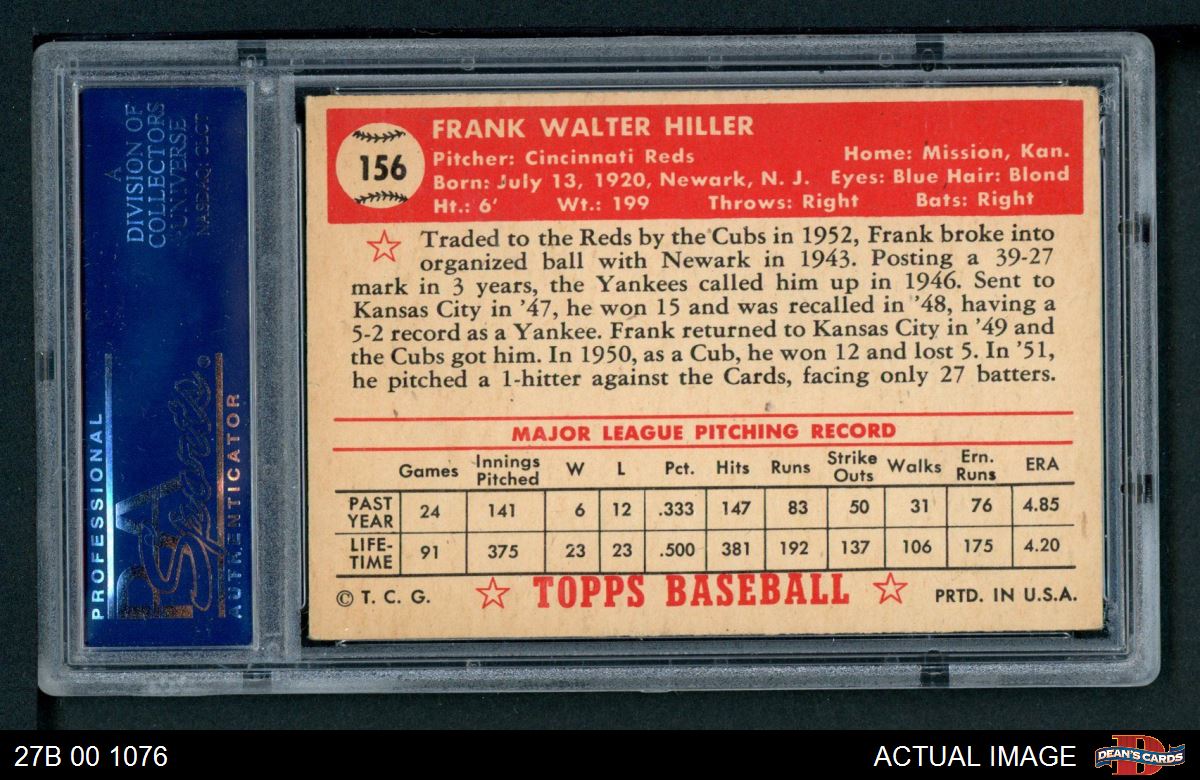 A
DIVISION OF
COLLECTORS
UNIVERSE
NASDAQ: CLCT
PROFESSIONAL
PSA
Sports®
AUTHENTICATOR
156
FRANK WALTER HILLER
Pitcher: Cincinnati Reds Home: Mission, Kan.
Born: July 13, 1920, Newark, N. J. Eyes: Blue Hair: Blond
Ht.: 6' Wt.: 199 Throws: Right Bats: Right
Traded to the Reds by the Cubs in 1952, Frank broke into
organized ball with Newark in 1943. Posting a 39-27
mark in 3 years, the Yankees called him up in 1946. Sent to
Kansas City in '47, he won 15 and was recalled in '48, having a
5-2 record as a Yankee. Frank returned to Kansas City in '49 and
the Cubs got him. In 1950, as a Cub, he won 12 and lost 5. In '51,
he pitched a 1-hitter against the Cards, facing only 27 batters.
MAJOR LEAGUE PITCHING RECORD
Games Innings Pitched W L Pct. Hits Runs Strike Outs Walks Ern. Runs ERA
PAST YEAR 24 141 6 12 .333 147 83 50 31 76 4.85
LIFE-TIME 91 375 23 23 .500 381 192 137 106 175 4.20
© T. C. G. TOPPS BASEBALL PRTD. IN U.S.A.
27B 00 1076 ACTUAL IMAGE DEAN'S CARDS